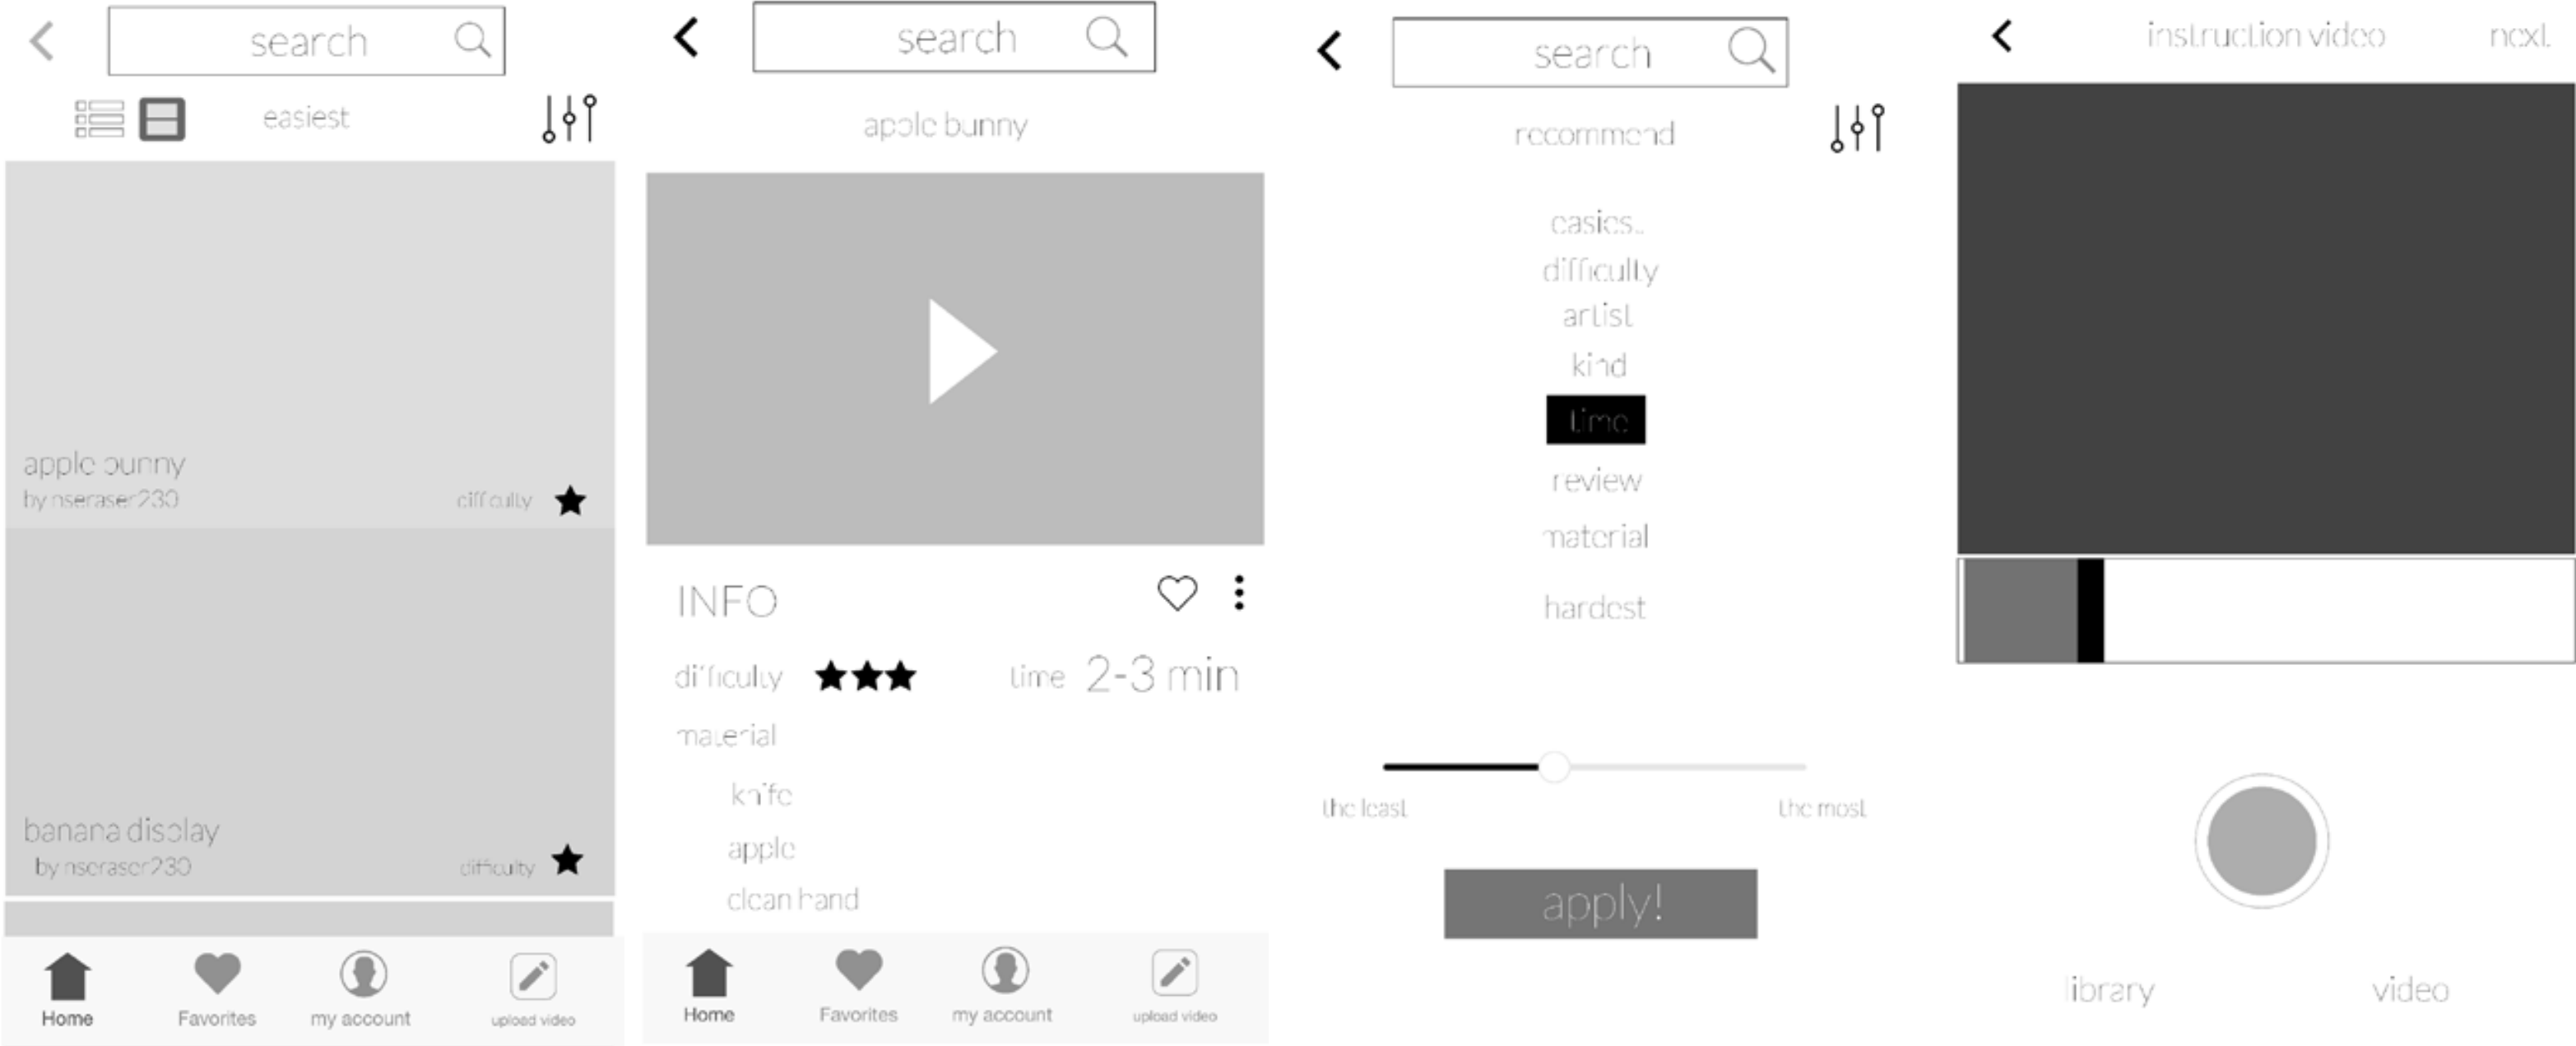 search
easiest
apple bunny
by nseraser230
difficulty
banana display
by nseraser230
difficulty
Home
Favorites
my account
upload video
search
apple bunny
INFO
difficulty
time 2-3 min
material
knife
apple
clean hand
Home
Favorites
my account
upload video
search
recommend
easiest
difficulty
artist
kind
time
review
material
hardest
the least
the most
apply!
instruction video
next
library
video